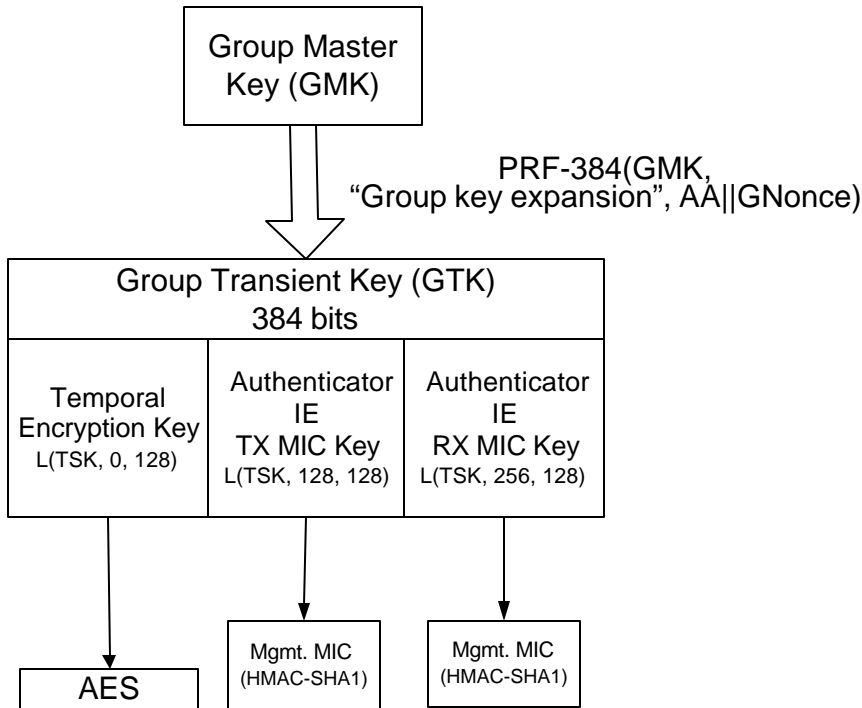 Group Master
Key (GMK)
PRF-384(GMK,
“Group key expansion”, AA||GNonce)
Group Transient Key (GTK)
384 bits
Temporal
Encryption Key
L(TSK, 0, 128)
Authenticator
IE
TX MIC Key
L(TSK, 128, 128)
Authenticator
IE
RX MIC Key
L(TSK, 256, 128)
AES
Mgmt. MIC
(HMAC-SHA1)
Mgmt. MIC
(HMAC-SHA1)